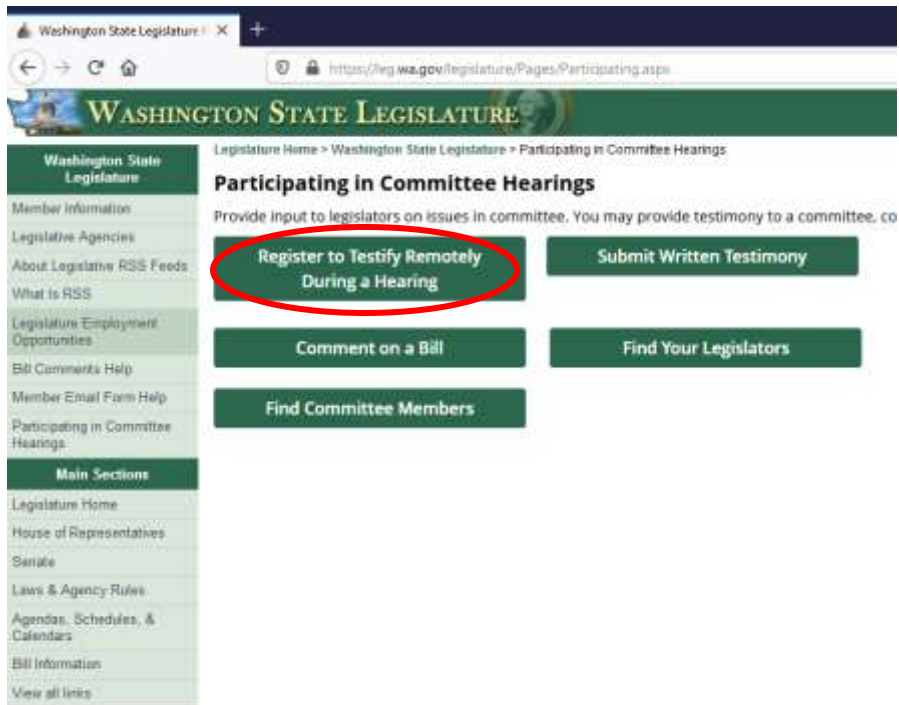 Washington State Legislature
https://leg.wa.gov/legislature/Pages/Participating.aspx
WASHINGTON STATE LEGISLATURE
Legislature Home > Washington State Legislature > Participating in Committee Hearings
Washington State
Legislature
Member Information
Legislative Agencies
About Legislative RSS Feeds
What Is RSS
Legislature Employment
Opportunities
Bill Comments Help
Member Email Form Help
Participating in Committee
Hearings
Main Sections
Legislature Home
House of Representatives
Senate
Laws & Agency Rules
Agendas, Schedules, &
Calendars
Bill Information
View all links
Participating in Committee Hearings
Provide input to legislators on issues in committee. You may provide testimony to a committee, co
Register to Testify Remotely
During a Hearing
Submit Written Testimony
Comment on a Bill
Find Your Legislators
Find Committee Members